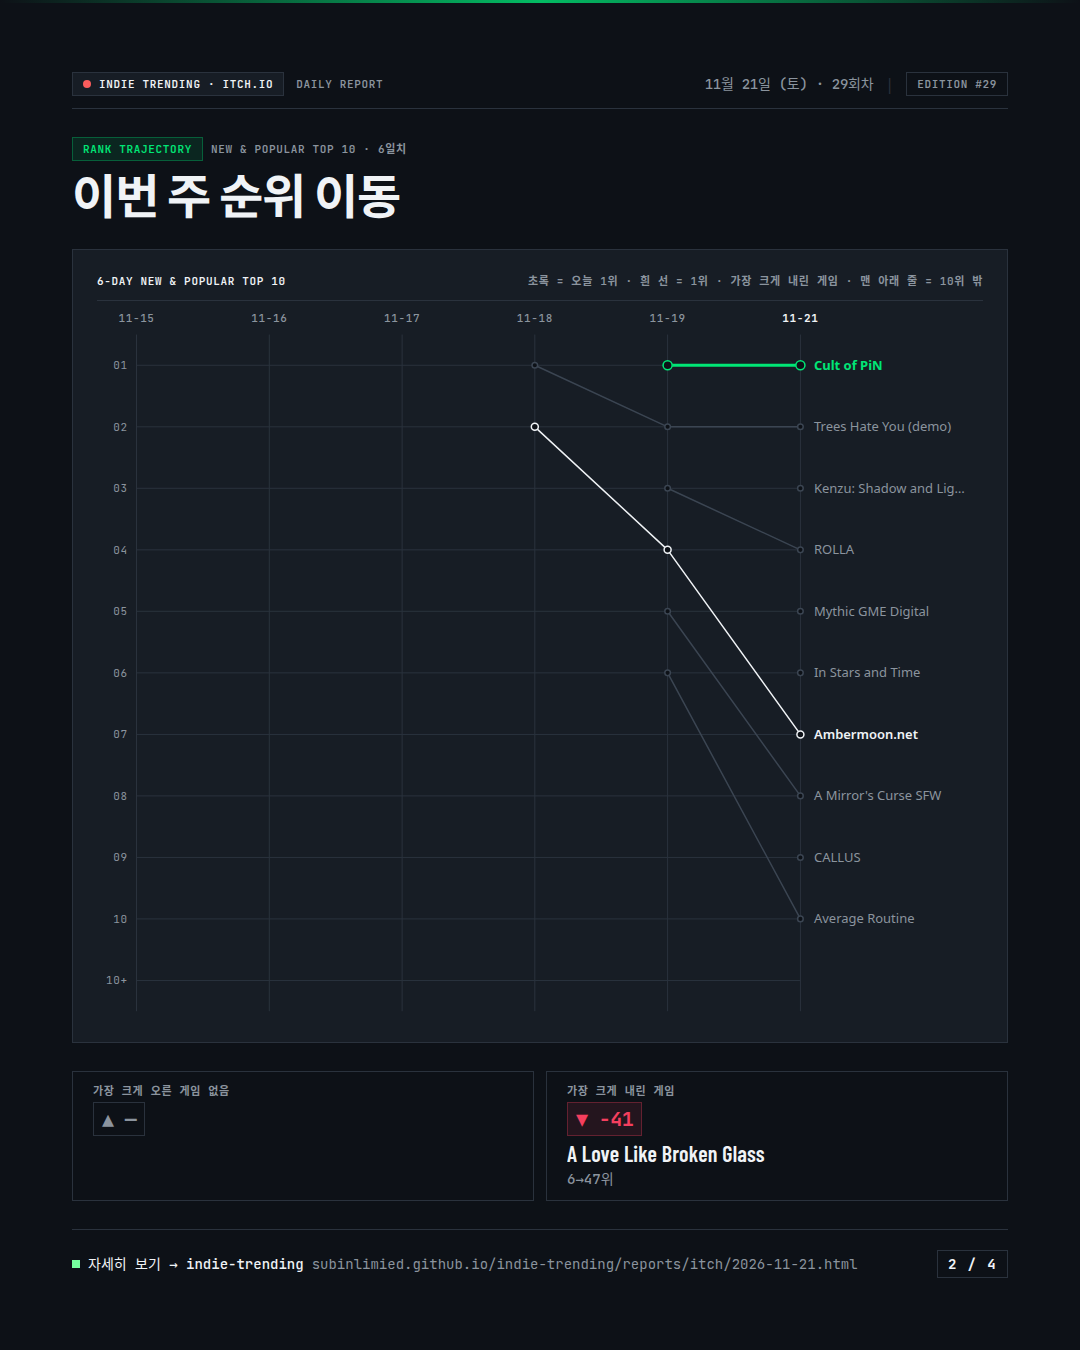 INDIE TRENDING · ITCH.IO DAILY REPORT 11월 21일 (토) · 29회차 EDITION #29
RANK TRAJECTORY NEW & POPULAR TOP 10 · 6일치
이번 주 순위 이동
6-DAY NEW & POPULAR TOP 10 초록 = 오늘 1위 · 흰 선 = 1위 · 가장 크게 내린 게임 · 맨 아래 줄 = 10위 밖
11-15 11-16 11-17 11-18 11-19 11-21
01 Cult of PiN
02 Trees Hate You (demo)
03 Kenzu: Shadow and Lig…
04 ROLLA
05 Mythic GME Digital
06 In Stars and Time
07 Ambermoon.net
08 A Mirror's Curse SFW
09 CALLUS
10 Average Routine
10+
가장 크게 오른 게임 없음
▲ —
가장 크게 내린 게임
▼ -41
A Love Like Broken Glass
6→47위
자세히 보기 → indie-trending subinlimied.github.io/indie-trending/reports/itch/2026-11-21.html 2 / 4